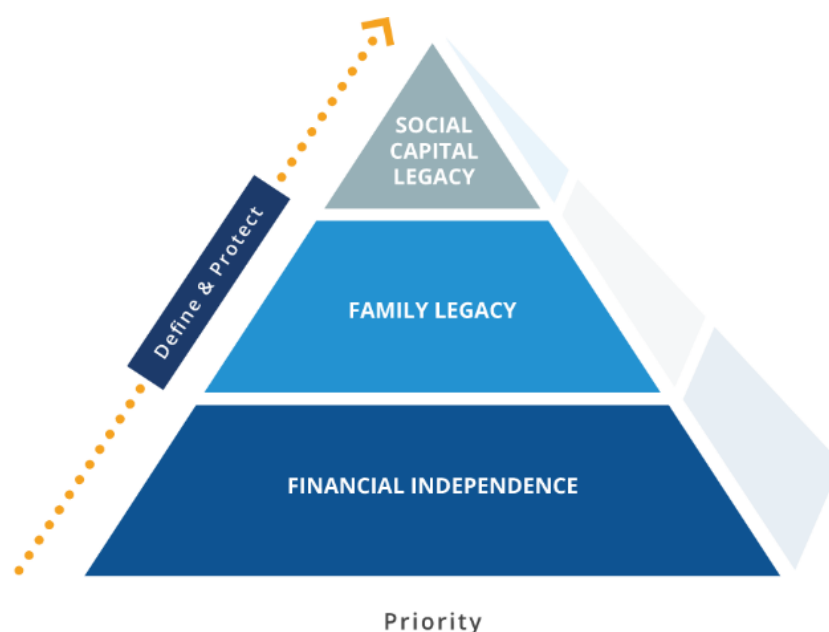 SOCIAL
CAPITAL
LEGACY
Define & Protect
FAMILY LEGACY
FINANCIAL INDEPENDENCE
Priority